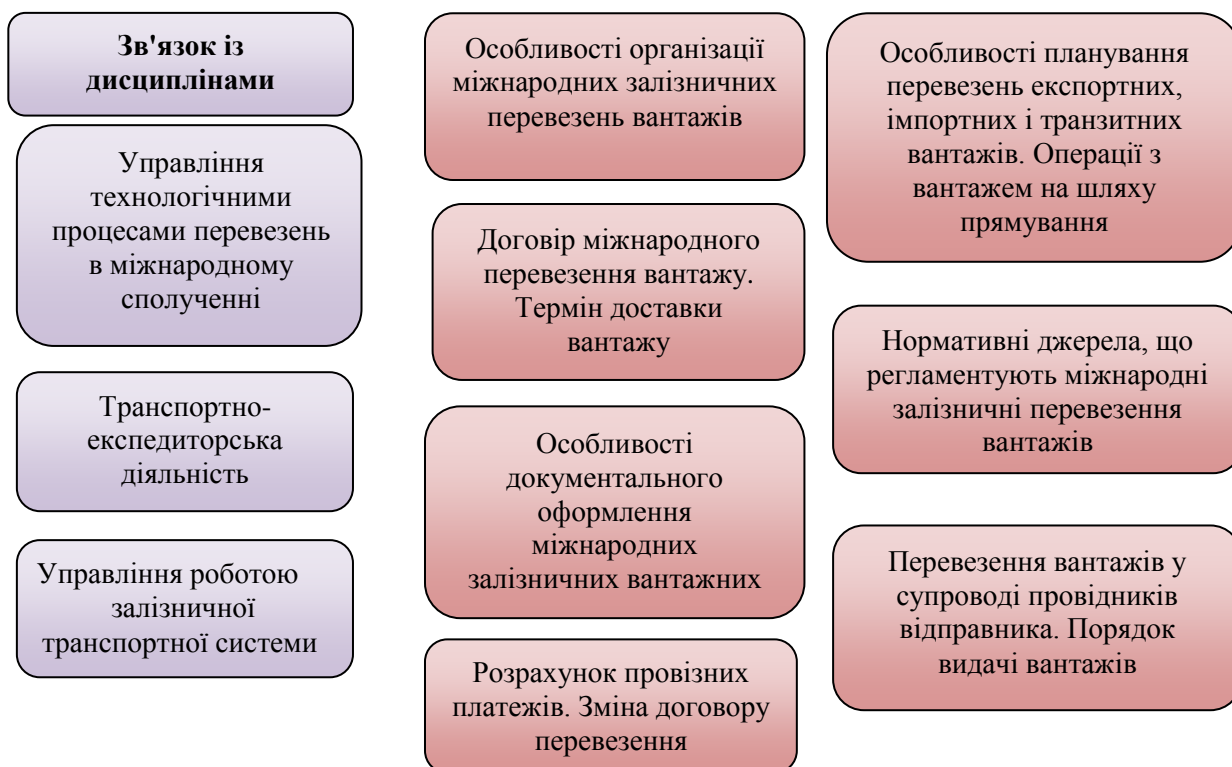 Зв'язок із
дисциплінами
Управління
технологічними
процесами перевезень
в міжнародному
сполученні
Транспортно-
експедиторська
діяльність
Управління роботою
залізничної
транспортної системи
Особливості організації
міжнародних залізничних
перевезень вантажів
Договір міжнародного
перевезення вантажу.
Термін доставки
вантажу
Особливості
документального
оформлення
міжнародних
залізничних вантажних
Розрахунок провізних
платежів. Зміна договору
перевезення
Особливості планування
перевезень експортних,
імпортних і транзитних
вантажів. Операції з
вантажем на шляху
прямування
Нормативні джерела, що
регламентують міжнародні
залізничні перевезення
вантажів
Перевезення вантажів у
супроводі провідників
відправника. Порядок
видачі вантажів